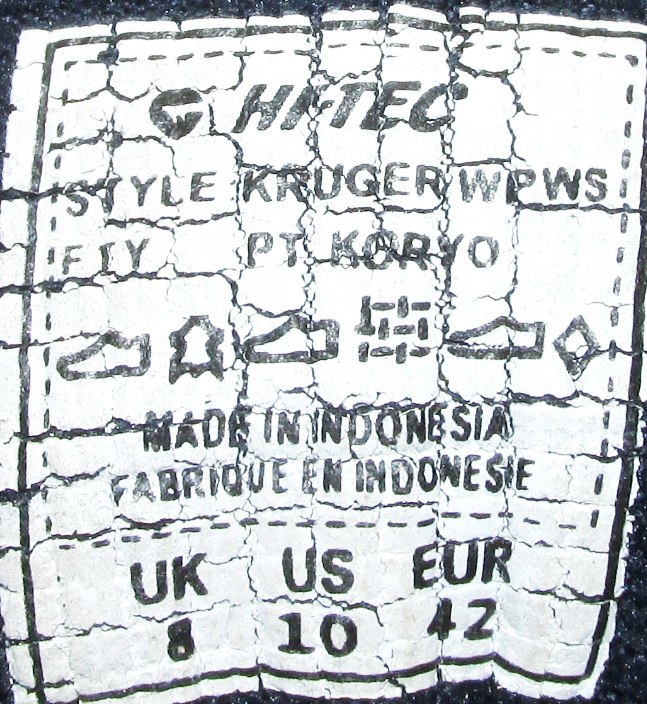 HI-TEC
STYLE KRUGER WPWS
FTY PT KORYO
MADE IN INDONESIA
FABRIQUE EN INDONESIE
UK US EUR
8 10 42